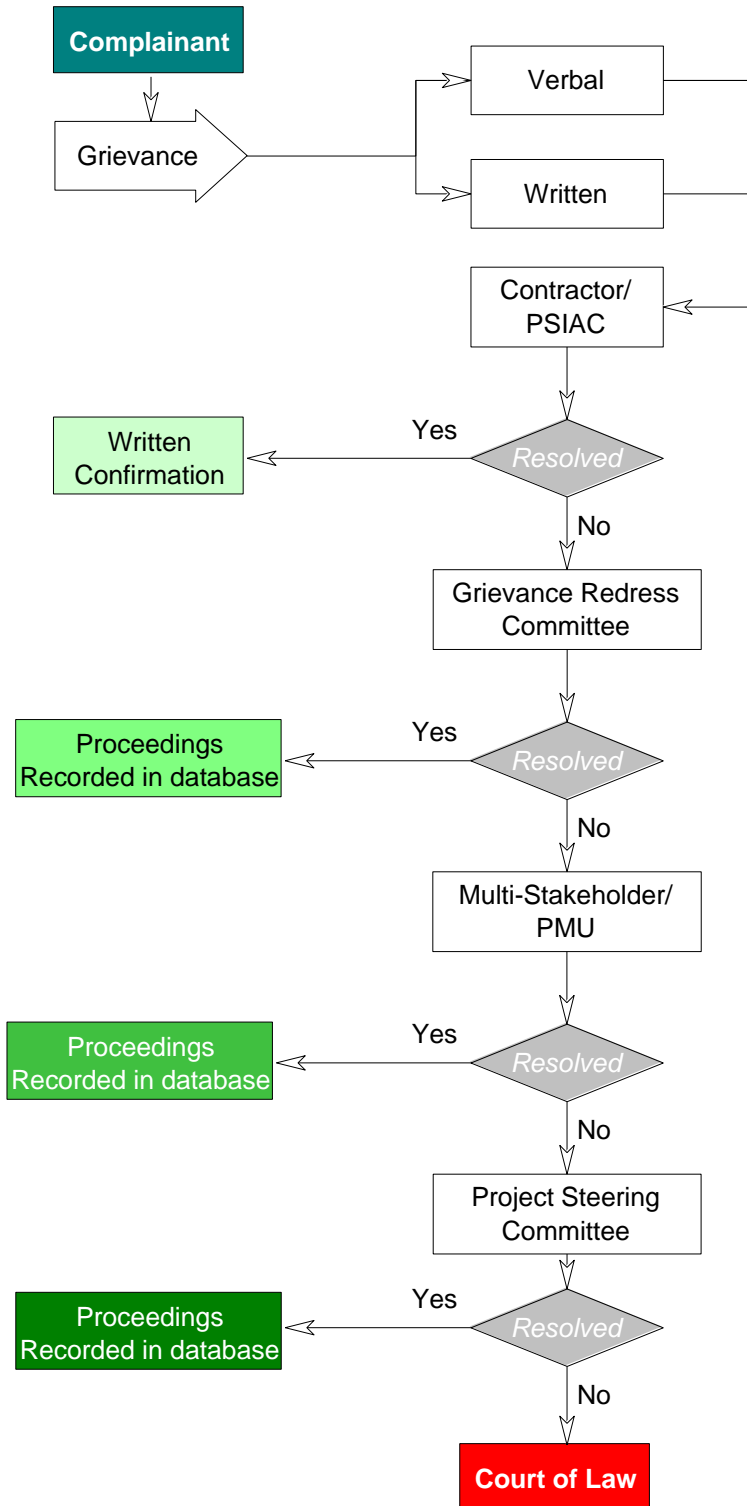 Complainant
Verbal
Grievance
Written
Contractor/
PSIAC
Yes
Resolved
Written
Confirmation
No
Grievance Redress
Committee
Yes
Resolved
Proceedings
Recorded in database
No
Multi-Stakeholder/
PMU
Yes
Resolved
Proceedings
Recorded in database
No
Project Steering
Committee
Yes
Resolved
Proceedings
Recorded in database
No
Court of Law